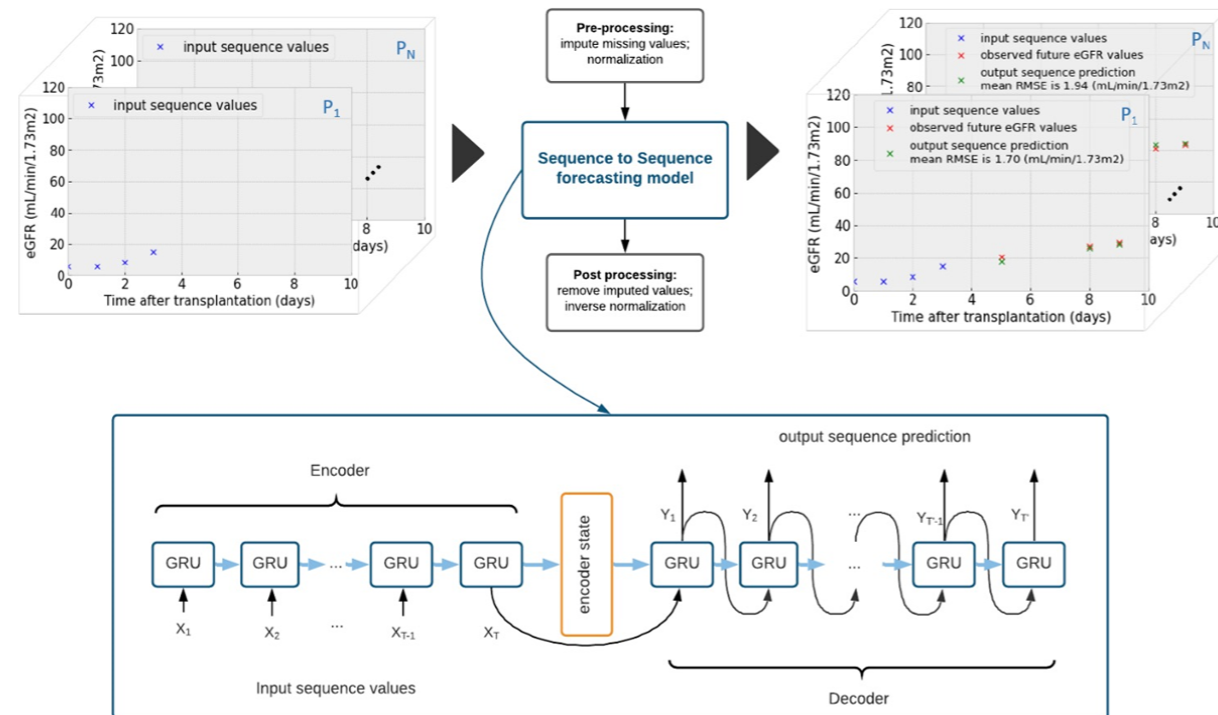 120
100
.73m2)
8
10
days)
input sequence values
P_N
eGFR (mL/min/1.73m2)
120
100
80
60
40
20
0
0
2
4
6
8
10
Time after transplantation (days)
input sequence values
P_1
Pre-processing:
impute missing values;
normalization
Sequence to Sequence
forecasting model
Post processing:
remove imputed values;
inverse normalization
120
100
80
1.73m2)
8
10
ays)
input sequence values
observed future eGFR values
output sequence prediction
mean RMSE is 1.94 (mL/min/1.73m2)
P_N
eGFR (mL/min/1.73m2)
120
100
80
60
40
20
0
0
2
4
6
8
10
Time after transplantation (days)
input sequence values
observed future eGFR values
output sequence prediction
mean RMSE is 1.70 (mL/min/1.73m2)
P_1
output sequence prediction
Encoder
Y_1
Y_2
...
Y_T'-1
Y_T'
GRU
GRU
...
GRU
GRU
encoder state
GRU
GRU
...
GRU
GRU
X_1
X_2
...
X_T-1
X_T
Input sequence values
Decoder